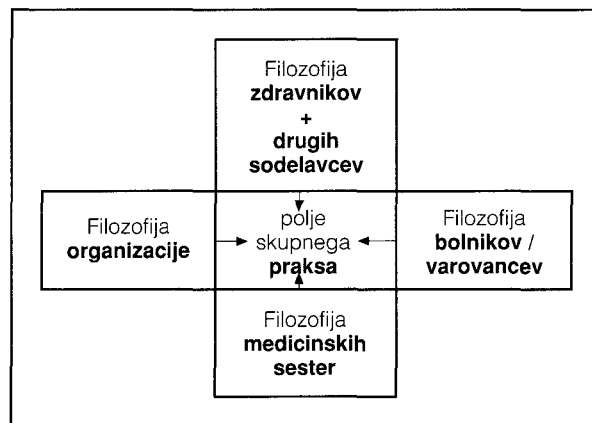 Filozofija
zdravnikov
+
drugih
sodelavcev
Filozofija
organizacije
polje
skupnega
praksa
Filozofija
bolnikov /
varovancev
Filozofija
medicinskih
sester